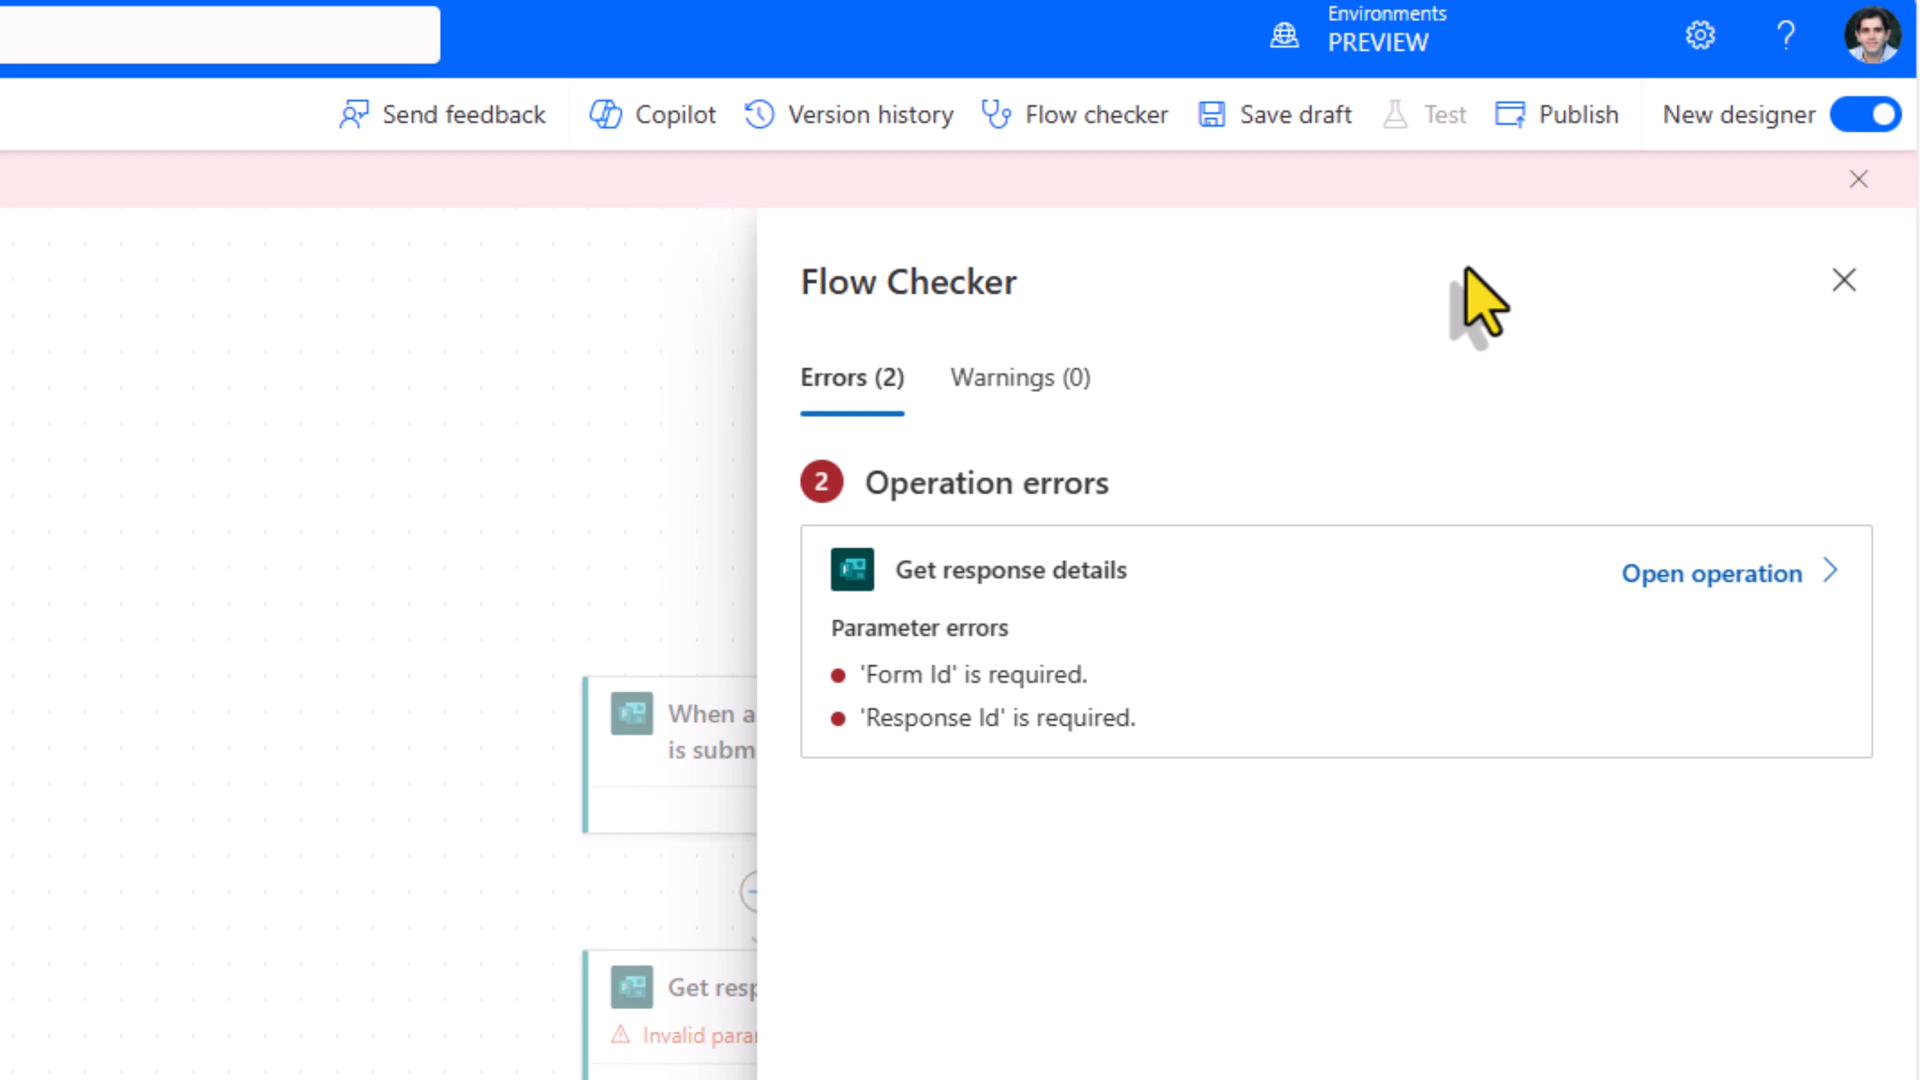 Environments
PREVIEW
Send feedback
Copilot
Version history
Flow checker
Save draft
Test
Publish
New designer
Flow Checker
Errors (2)
Warnings (0)
2
Operation errors
Get response details
Open operation
Parameter errors
'Form Id' is required.
'Response Id' is required.
When a
is subm
Get resp
Invalid para